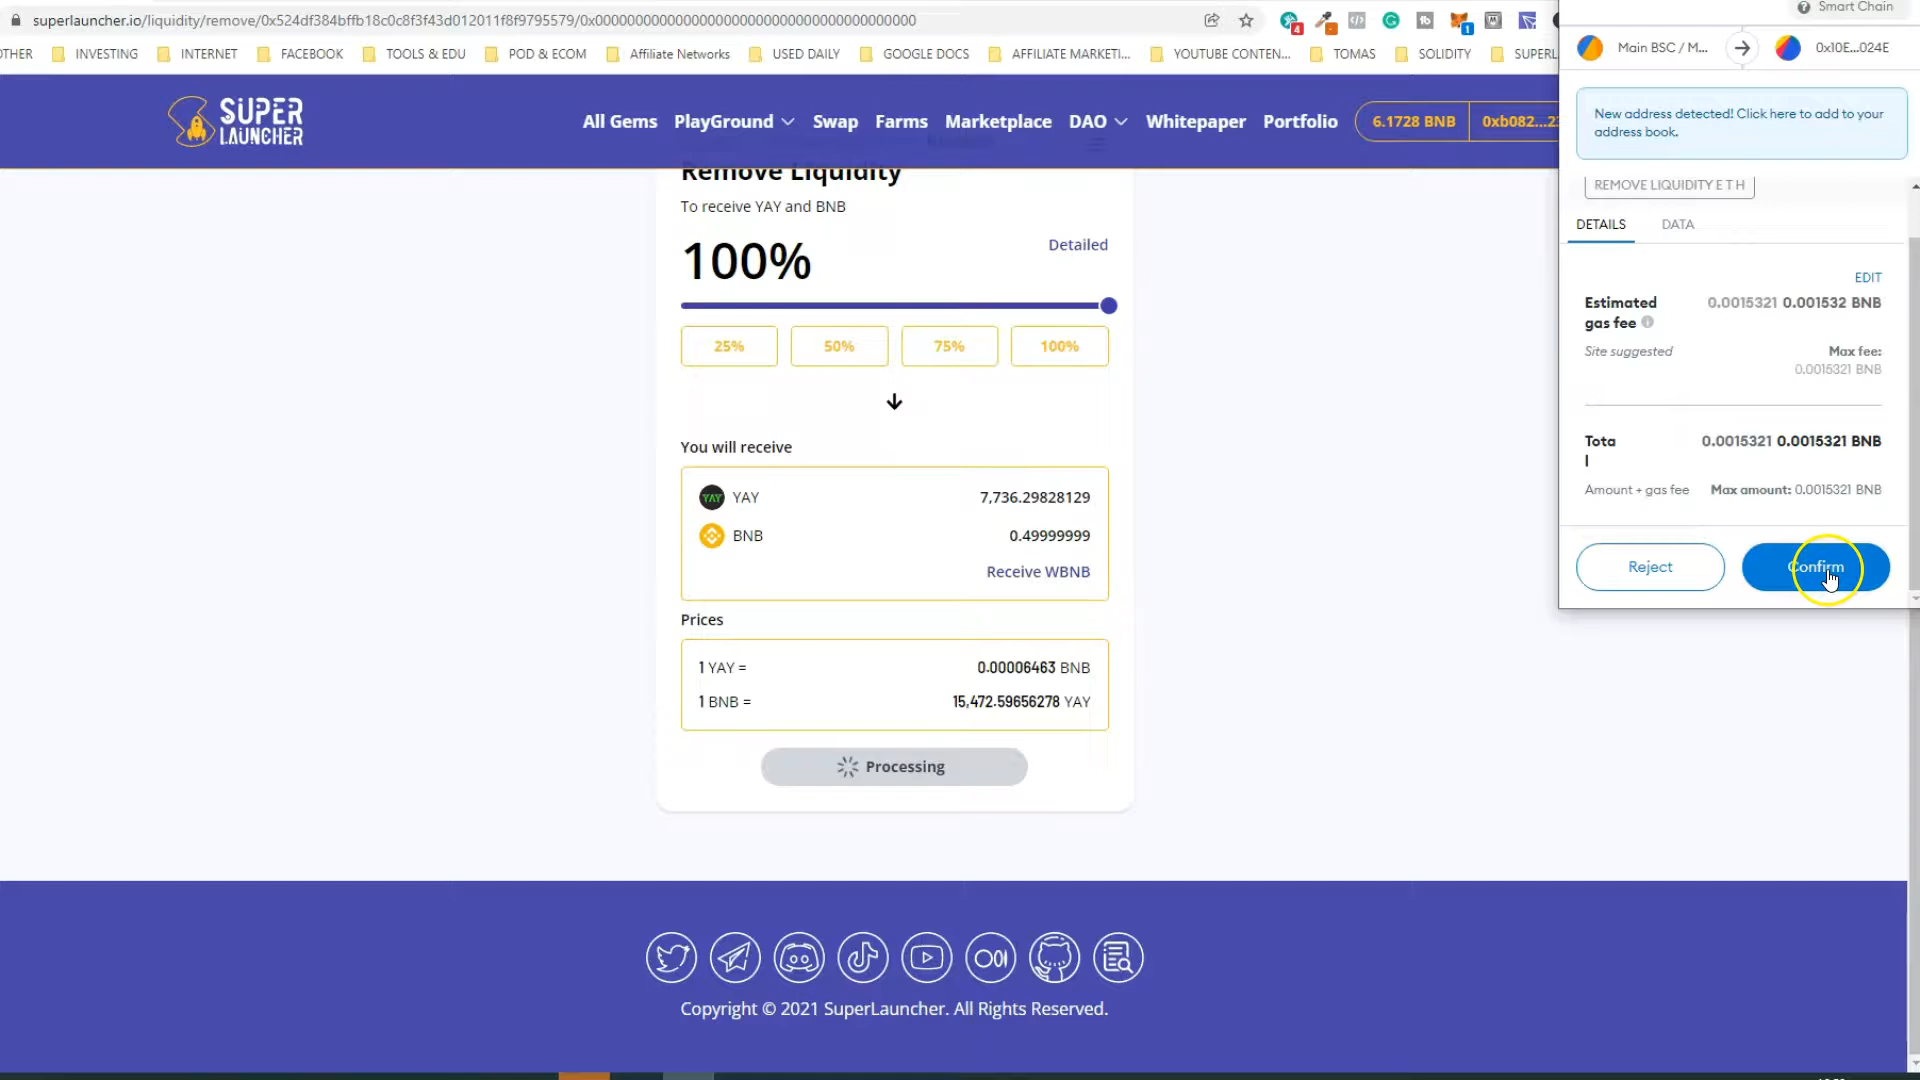 superlauncher.io/liquidity/remove/0x524df384bffb18c0c8f3f43d012011f8f9795579/0x0000000000000000000000000000000000000000
4
1
Smart Chain
OTHER INVESTING INTERNET FACEBOOK TOOLS & EDU POD & ECOM Affiliate Networks USED DAILY GOOGLE DOCS AFFILIATE MARKETI... YOUTUBE CONTEN... TOMAS SOLIDITY SUPERL
Main BSC / M... 0x10E...024E
SUPER
LAUNCHER
All Gems PlayGround Swap Farms Marketplace DAO Whitepaper Portfolio 6.1728 BNB 0xb082...
New address detected! Click here to add to your
address book.
Remove Liquidity
To receive YAY and BNB
100%
Detailed
25% 50% 75% 100%
You will receive
YAY
YAY 7,736.29828129
BNB 0.49999999
Receive WBNB
Prices
1 YAY = 0.00006463 BNB
1 BNB = 15,472.59656278 YAY
Processing
REMOVE LIQUIDITY E T H
DETAILS DATA
EDIT
Estimated 0.0015321 0.001532 BNB
gas fee
Site suggested Max fee:
0.0015321 BNB
Tota 0.0015321 0.0015321 BNB
l
Amount + gas fee Max amount: 0.0015321 BNB
Reject Confirm
Copyright © 2021 SuperLauncher. All Rights Reserved.